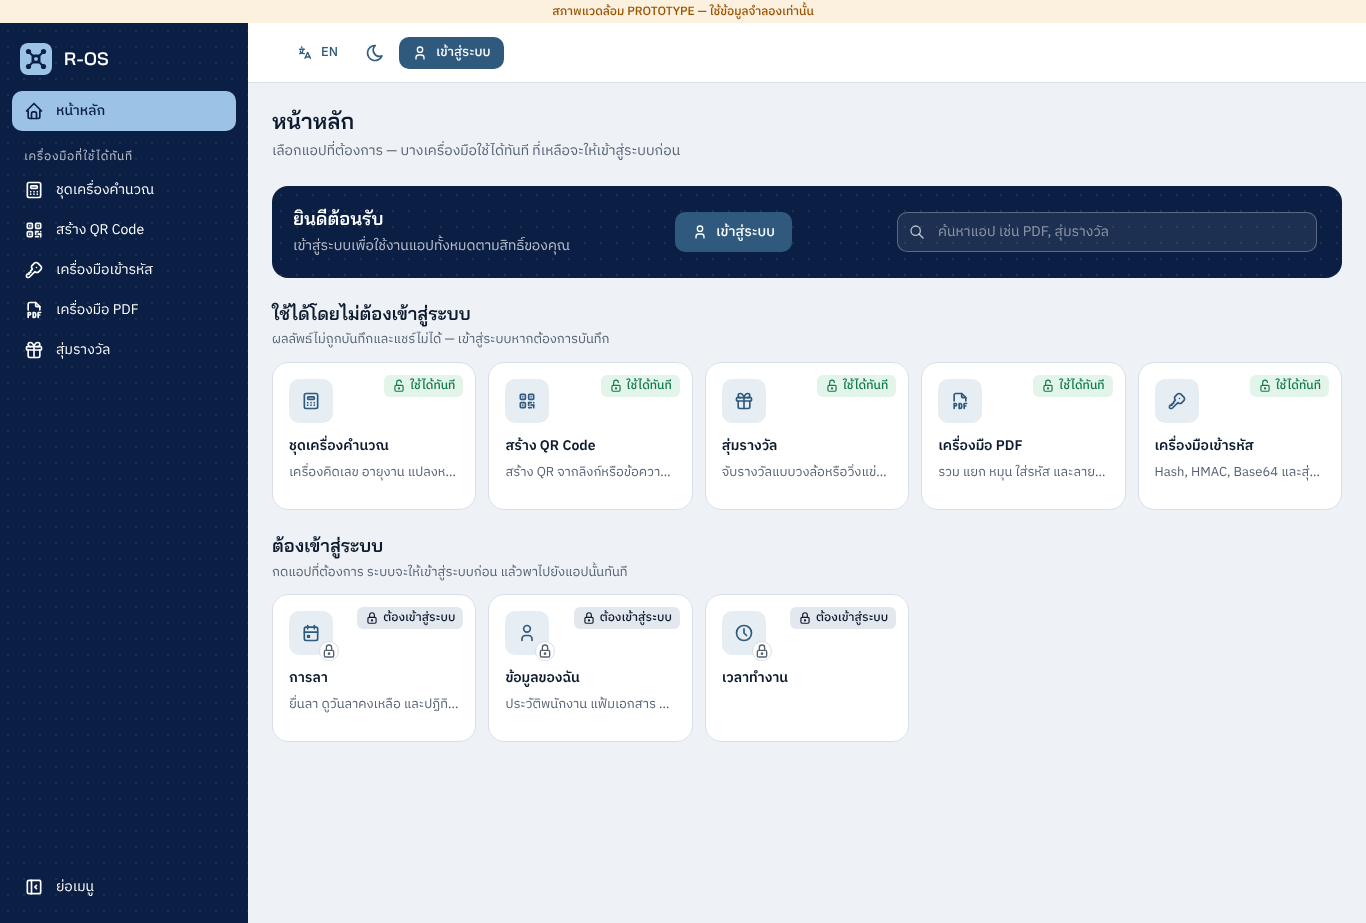 สภาพแวดล้อม PROTOTYPE — ใช้ข้อมูลจำลองเท่านั้น
R-OS
หน้าหลัก
เครื่องมือที่ใช้ได้ทันที
ชุดเครื่องคำนวณ
สร้าง QR Code
เครื่องมือเข้ารหัส
เครื่องมือ PDF
สุ่มรางวัล
ย่อเมนู
EN
เข้าสู่ระบบ
หน้าหลัก
เลือกแอปที่ต้องการ — บางเครื่องมือใช้ได้ทันที ที่เหลือจะให้เข้าสู่ระบบก่อน
ยินดีต้อนรับ
เข้าสู่ระบบเพื่อใช้งานแอปทั้งหมดตามสิทธิ์ของคุณ
เข้าสู่ระบบ
ค้นหาแอป เช่น PDF, สุ่มรางวัล
ใช้ได้โดยไม่ต้องเข้าสู่ระบบ
ผลลัพธ์ไม่ถูกบันทึกและแชร์ไม่ได้ — เข้าสู่ระบบหากต้องการบันทึก
ใช้ได้ทันที
ชุดเครื่องคำนวณ
เครื่องคิดเลข อายุงาน แปลงห...
ใช้ได้ทันที
สร้าง QR Code
สร้าง QR จากลิงก์หรือข้อควา...
ใช้ได้ทันที
สุ่มรางวัล
จับรางวัลแบบวงล้อหรือวิ่งแข่...
ใช้ได้ทันที
PDF
เครื่องมือ PDF
รวม แยก หมุน ใส่รหัส และลาย...
ใช้ได้ทันที
เครื่องมือเข้ารหัส
Hash, HMAC, Base64 และสุ่...
ต้องเข้าสู่ระบบ
กดแอปที่ต้องการ ระบบจะให้เข้าสู่ระบบก่อน แล้วพาไปยังแอปนั้นทันที
ต้องเข้าสู่ระบบ
การลา
ยื่นลา ดูวันลาคงเหลือ และปฏิทิ...
ต้องเข้าสู่ระบบ
ข้อมูลของฉัน
ประวัติพนักงาน แฟ้มเอกสาร ...
ต้องเข้าสู่ระบบ
เวลาทำงาน